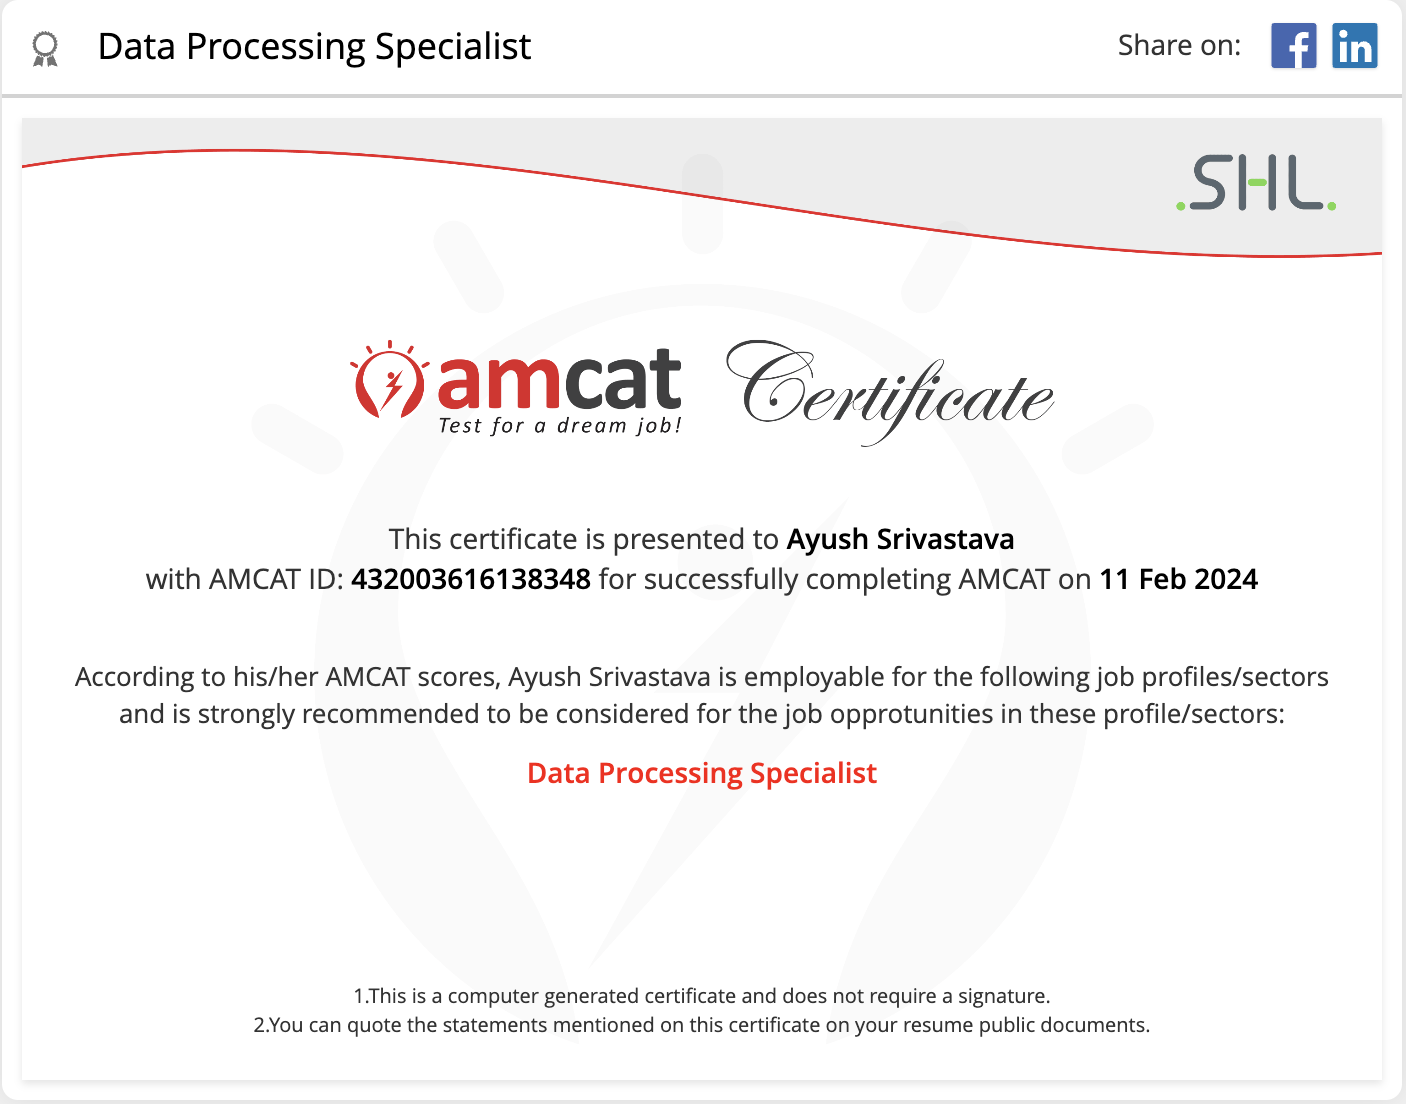 Data Processing Specialist
Share on:
f
in
SHL
amcat
Test for a dream job!
Certificate
This certificate is presented to Ayush Srivastava
with AMCAT ID: 432003616138348 for successfully completing AMCAT on 11 Feb 2024
According to his/her AMCAT scores, Ayush Srivastava is employable for the following job profiles/sectors
and is strongly recommended to be considered for the job opprotunities in these profile/sectors:
Data Processing Specialist
1.This is a computer generated certificate and does not require a signature.
2.You can quote the statements mentioned on this certificate on your resume public documents.